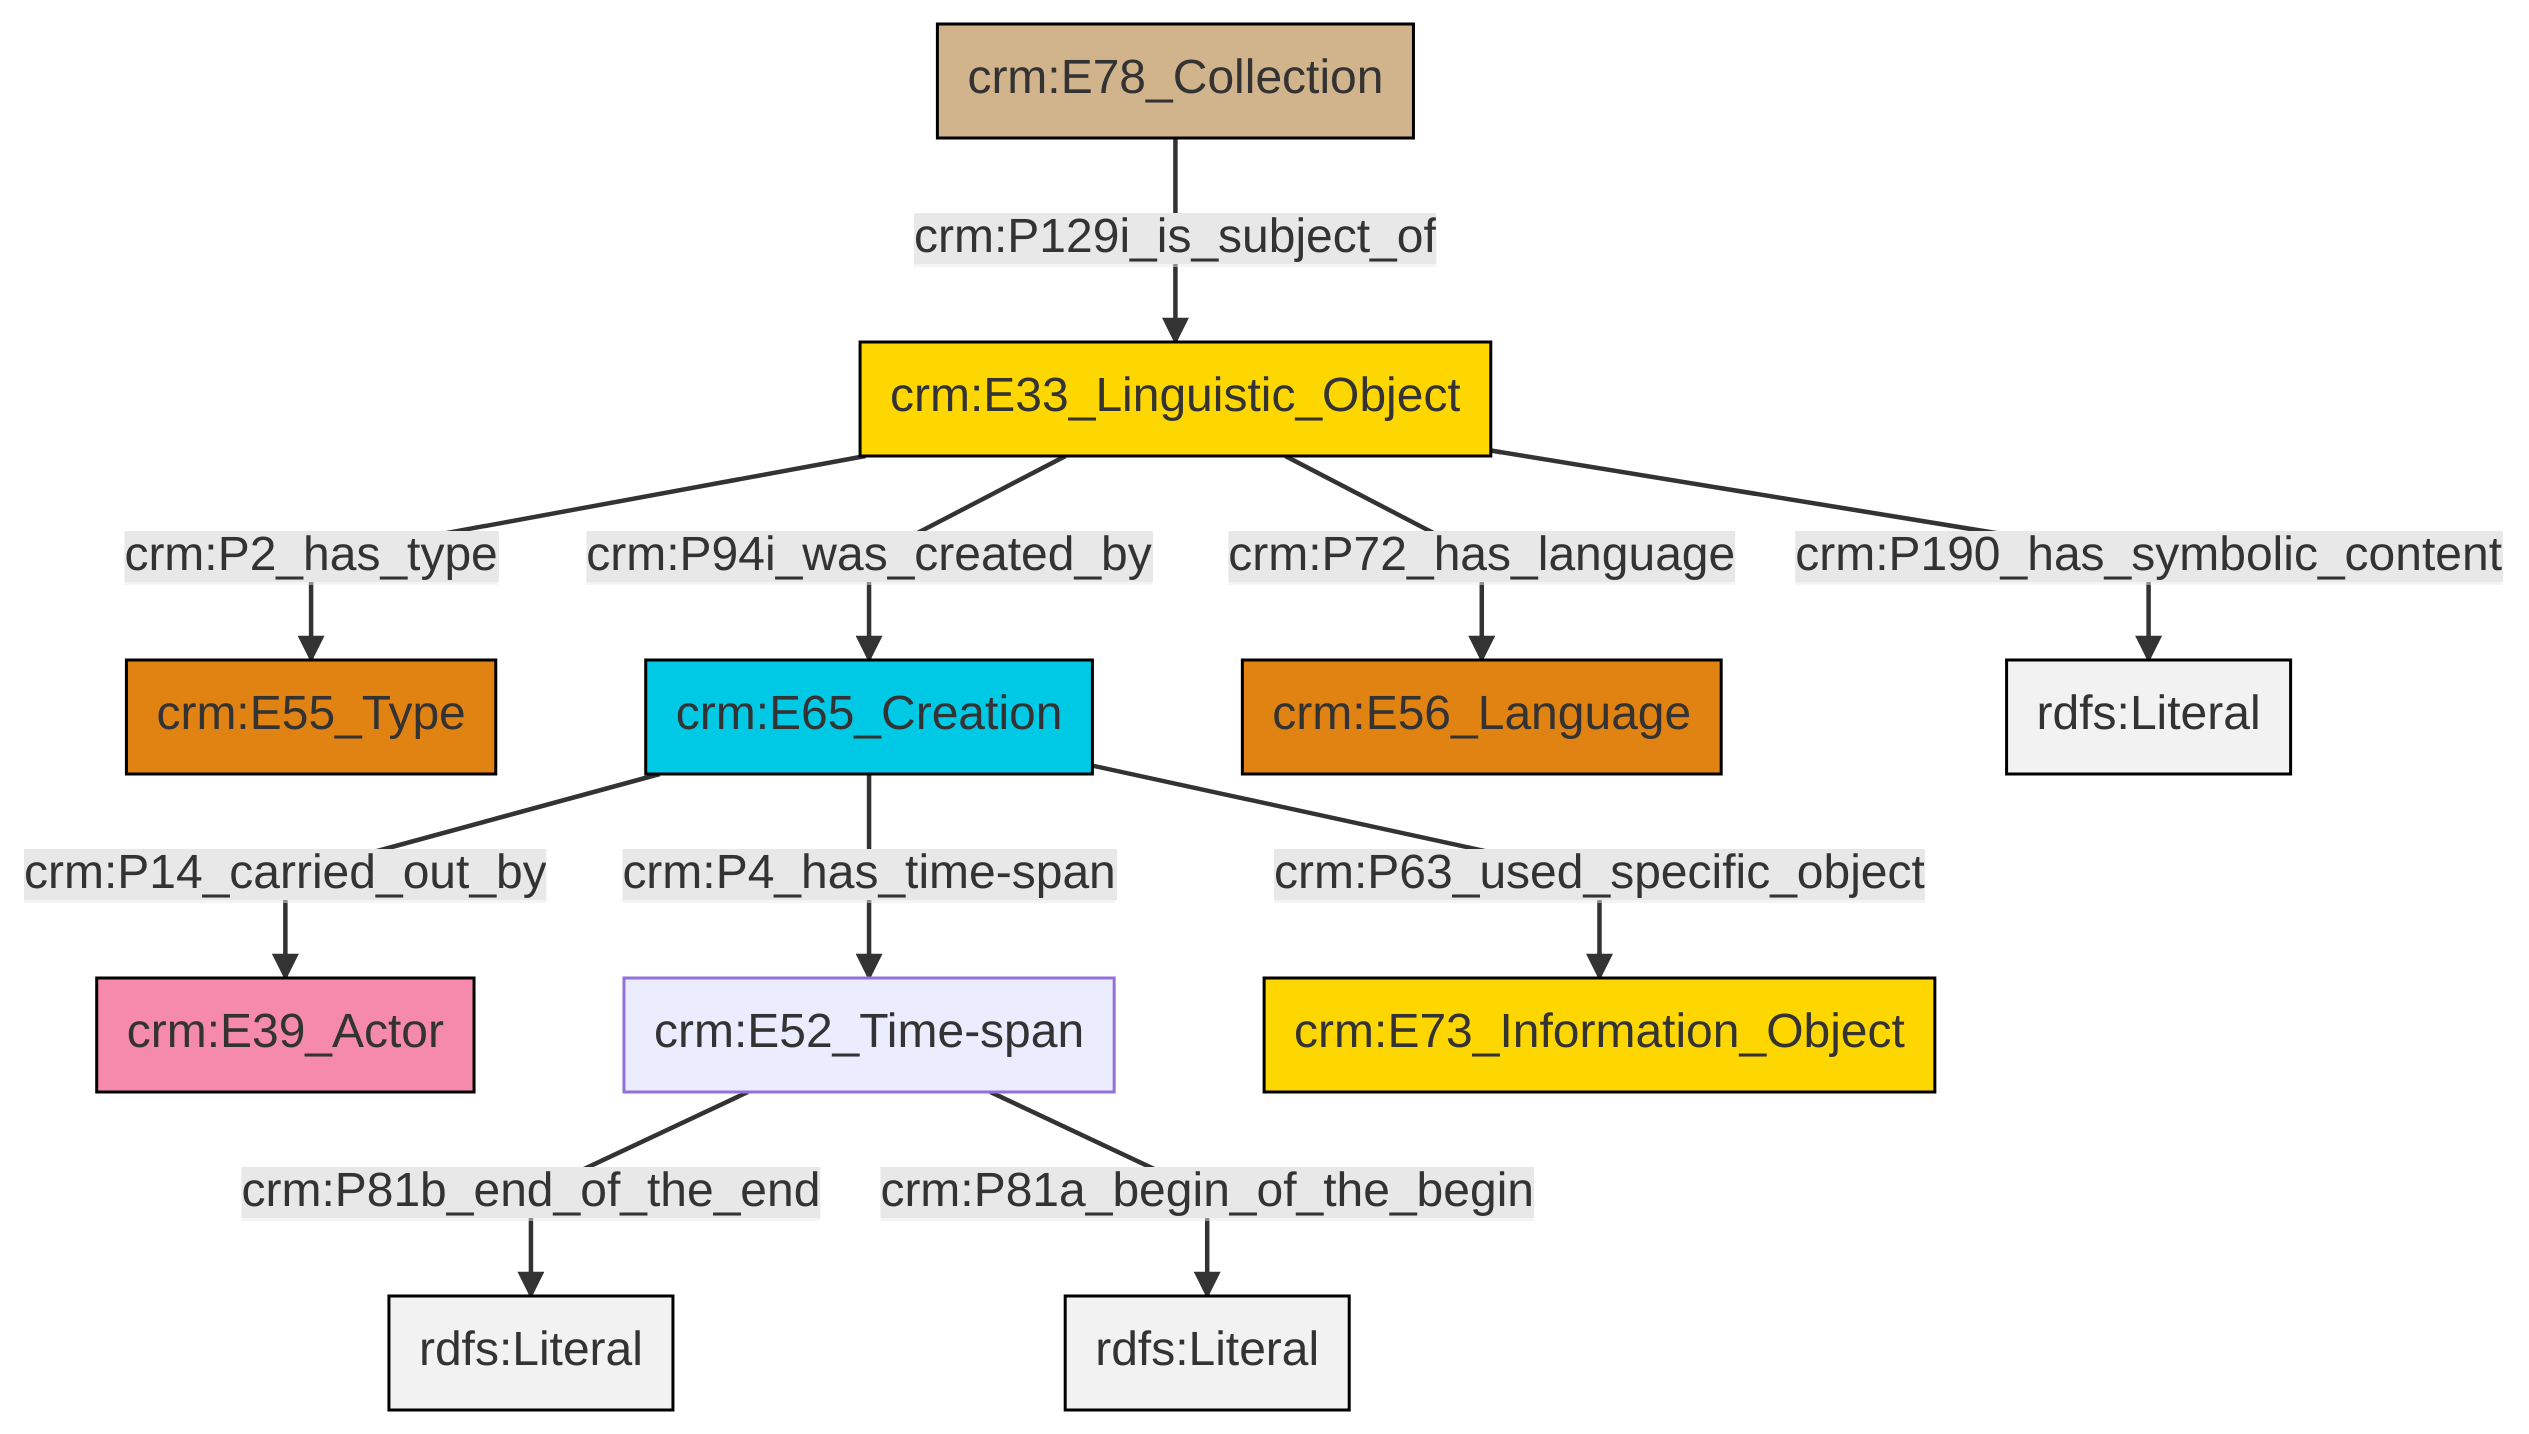 crm:E78_Collection
crm:P129i_is_subject_of
crm:E33_Linguistic_Object
crm:P2_has_type
crm:P94i_was_created_by
crm:P72_has_language
crm:P190_has_symbolic_content
crm:E55_Type
crm:E65_Creation
crm:E56_Language
rdfs:Literal
crm:P14_carried_out_by
crm:P4_has_time-span
crm:P63_used_specific_object
crm:E39_Actor
crm:E52_Time-span
crm:E73_Information_Object
crm:P81b_end_of_the_end
crm:P81a_begin_of_the_begin
rdfs:Literal
rdfs:Literal